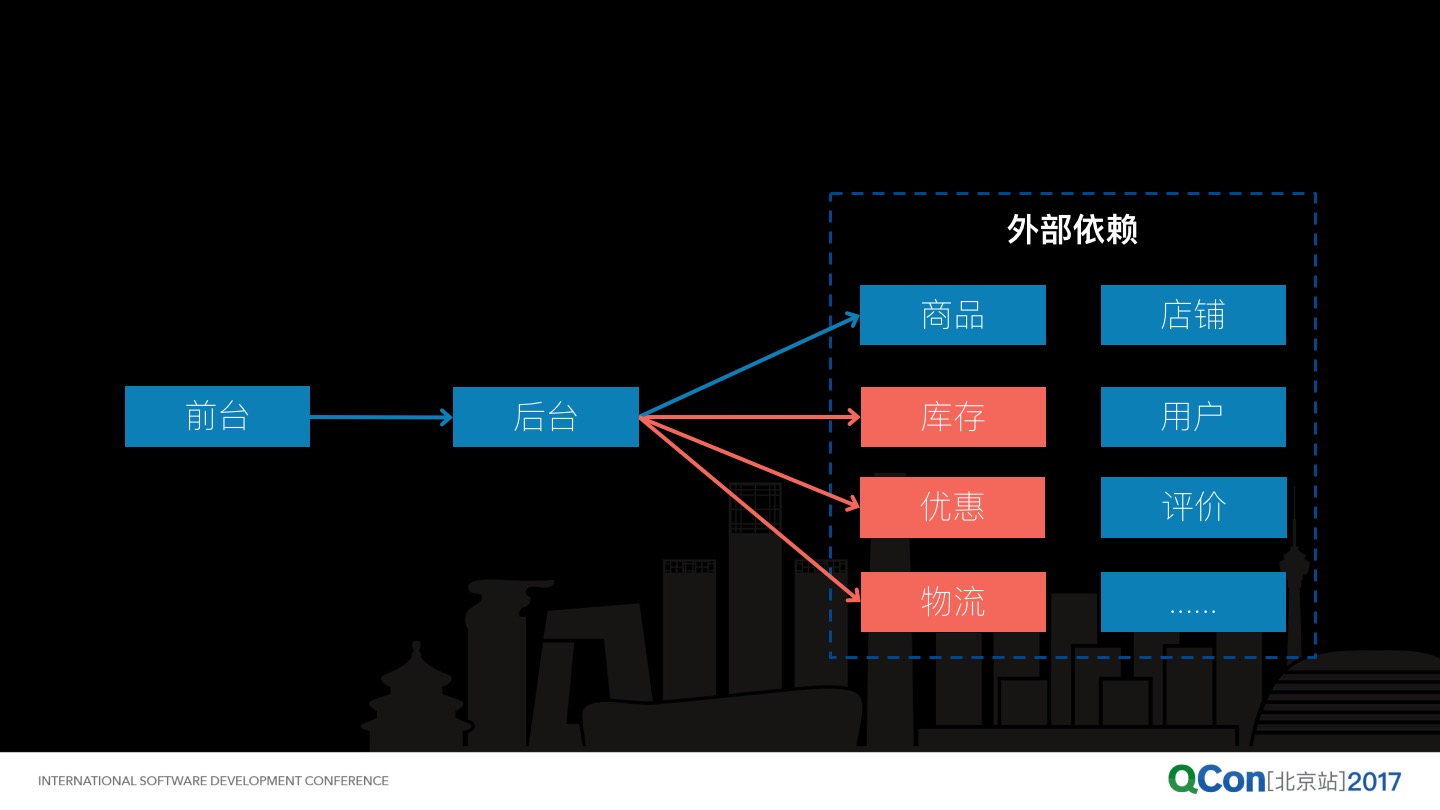 外部依赖
商品
店铺
前台
后台
库存
用户
优惠
评价
物流
......
INTERNATIONAL SOFTWARE DEVELOPMENT CONFERENCE
QCon[北京站]2017